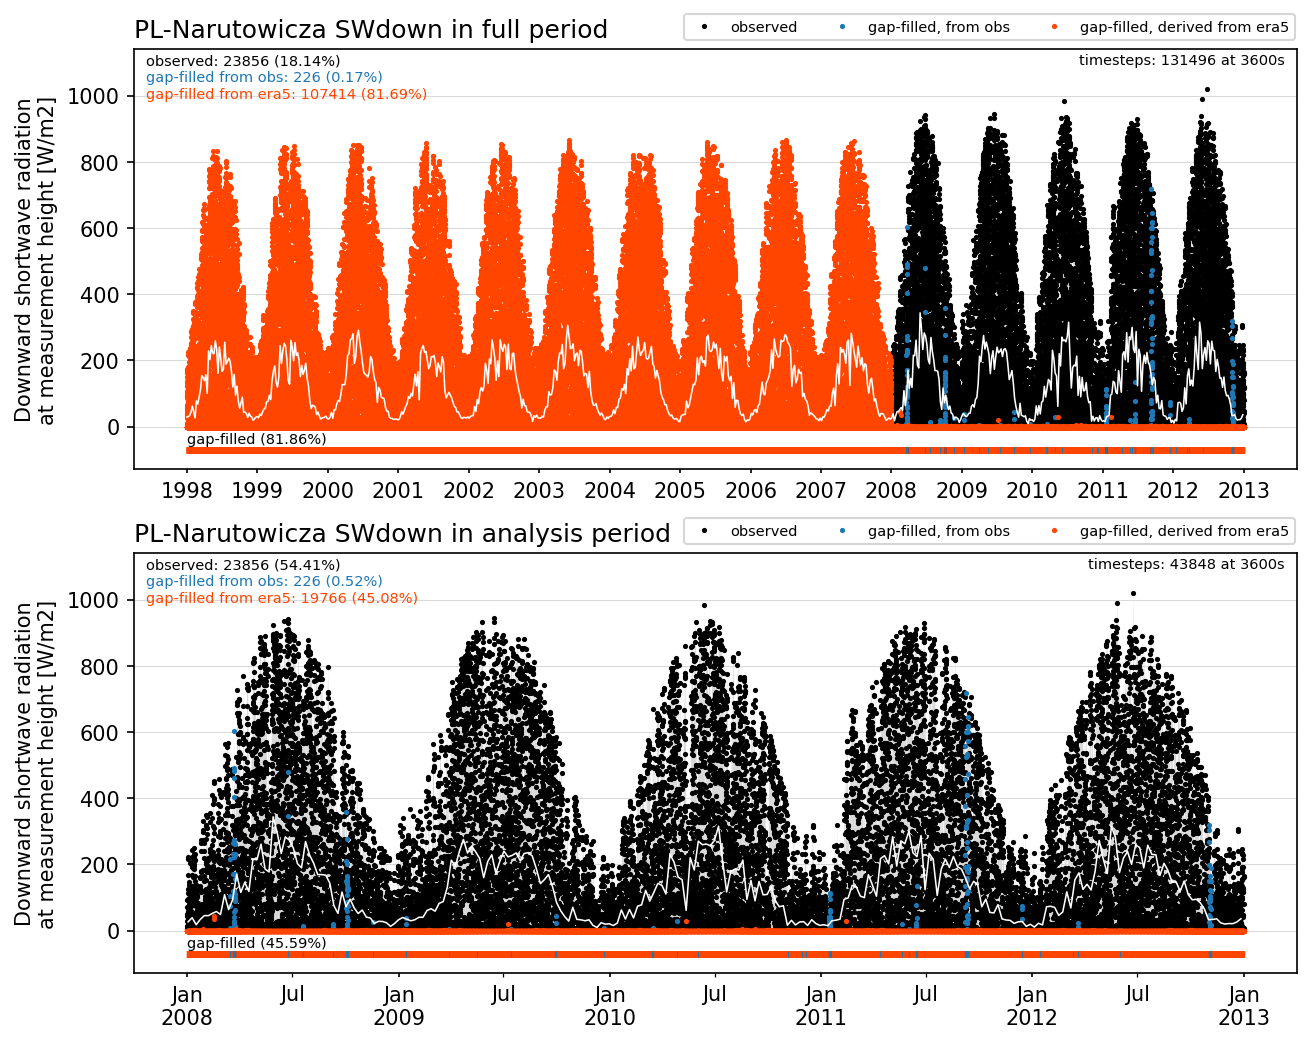 PL-Narutowicza SWdown in full period
observed   gap-filled, from obs   gap-filled, derived from era5
observed: 23856 (18.14%)
gap-filled from obs: 226 (0.17%)
gap-filled from era5: 107414 (81.69%)
timesteps: 131496 at 3600s
Downward shortwave radiation
at measurement height [W/m2]
1000
800
600
400
200
0
gap-filled (81.86%)
1998 1999 2000 2001 2002 2003 2004 2005 2006 2007 2008 2009 2010 2011 2012 2013
PL-Narutowicza SWdown in analysis period
observed   gap-filled, from obs   gap-filled, derived from era5
observed: 23856 (54.41%)
gap-filled from obs: 226 (0.52%)
gap-filled from era5: 19766 (45.08%)
timesteps: 43848 at 3600s
Downward shortwave radiation
at measurement height [W/m2]
1000
800
600
400
200
0
gap-filled (45.59%)
Jan Jul Jan Jul Jan Jul Jan Jul Jan Jul Jan
2008 2009 2010 2011 2012 2013